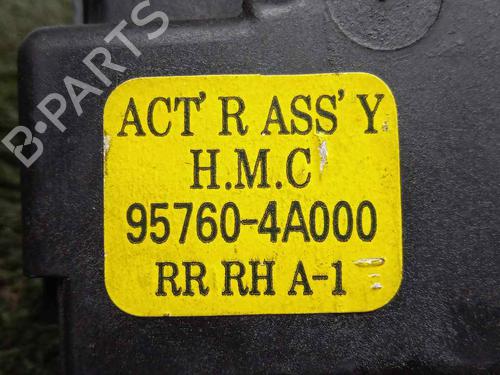 ACT' R ASS' Y
H.M.C
95760-4A000
RR RH A-1
B-PARTS